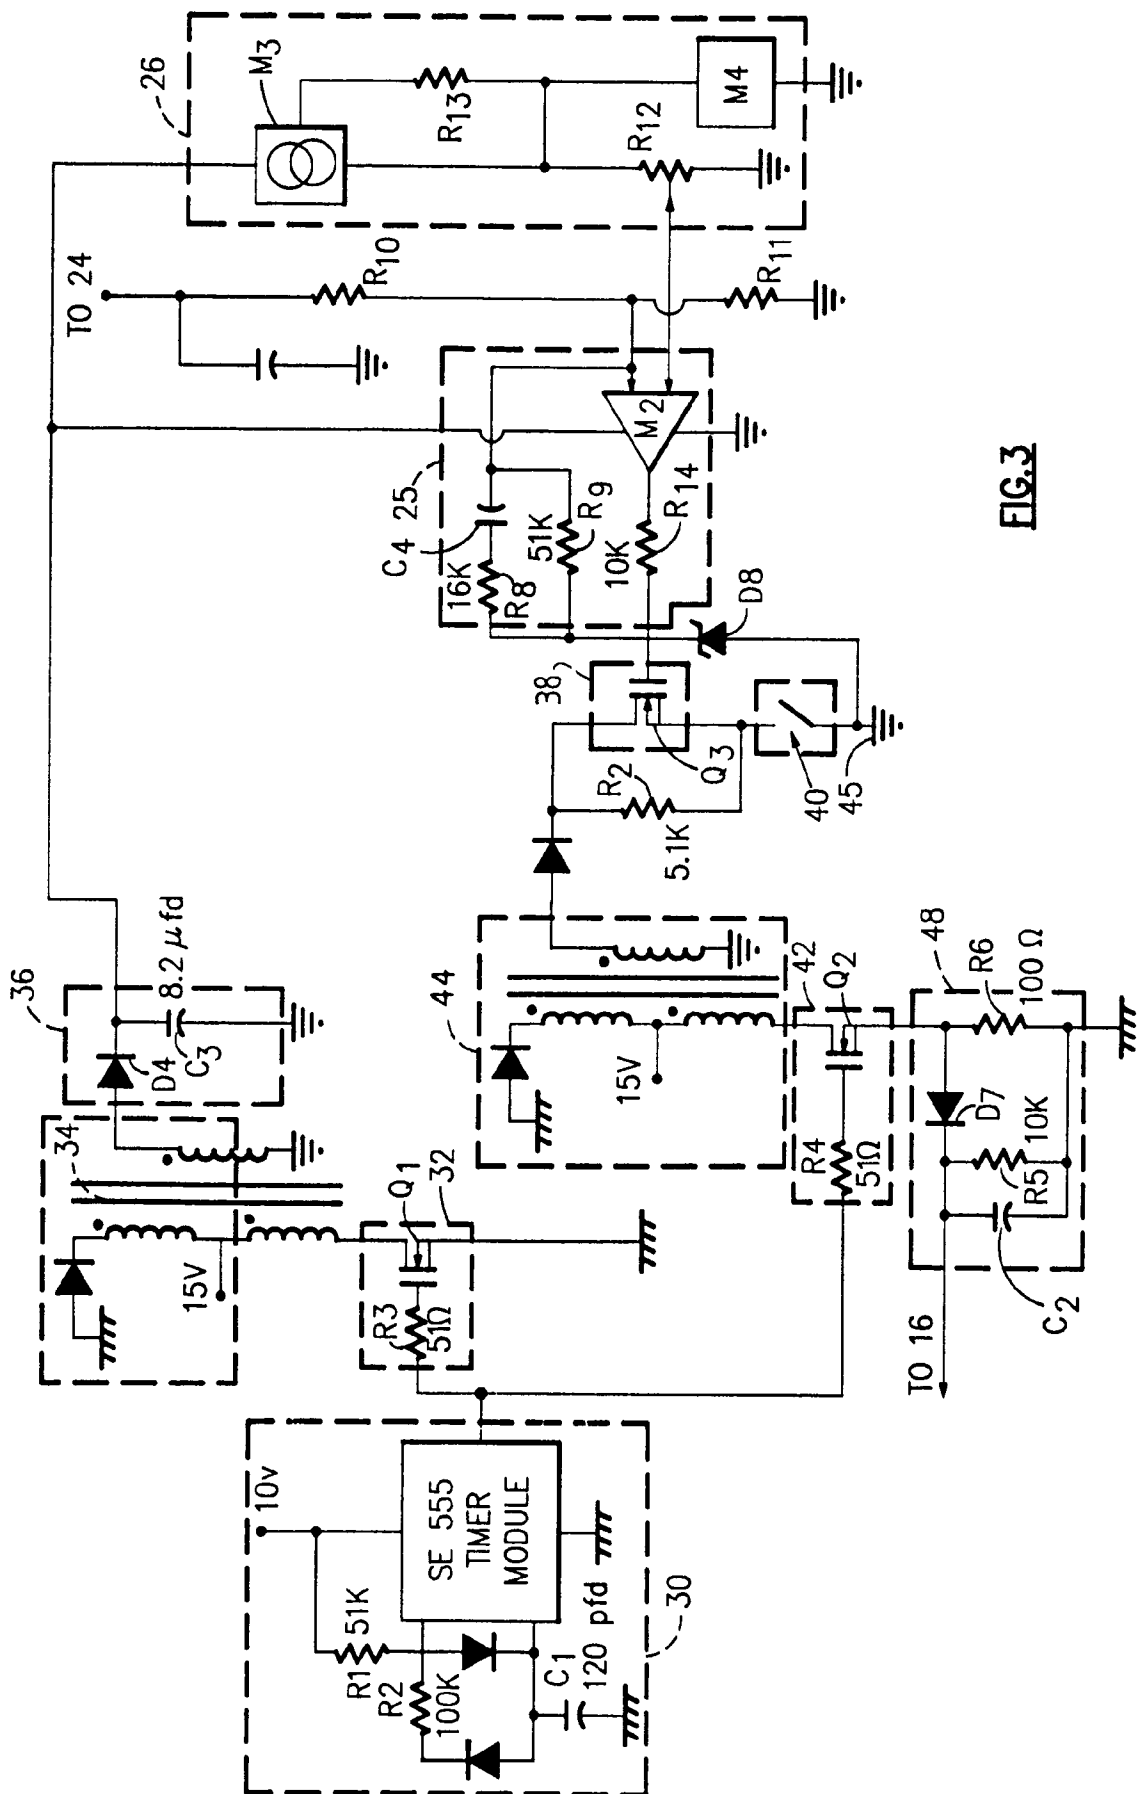 26
M3
R13
M4
R12
TO 24
R10
R11
25
C4
16K
R8
51K
R9
10K
R14
M2
D8
38
Q3
R2
5.1K
40
45
36
8.2 µfd
D4
C3
34
15V
Q1
32
R3
51Ω
44
15V
42
Q2
R4
51Ω
48
R6
100 Ω
D7
10K
R5
C2
TO 16
10v
SE 555
TIMER
MODULE
51K
R1
R2
100K
C1
120 pfd
30
FIG.3